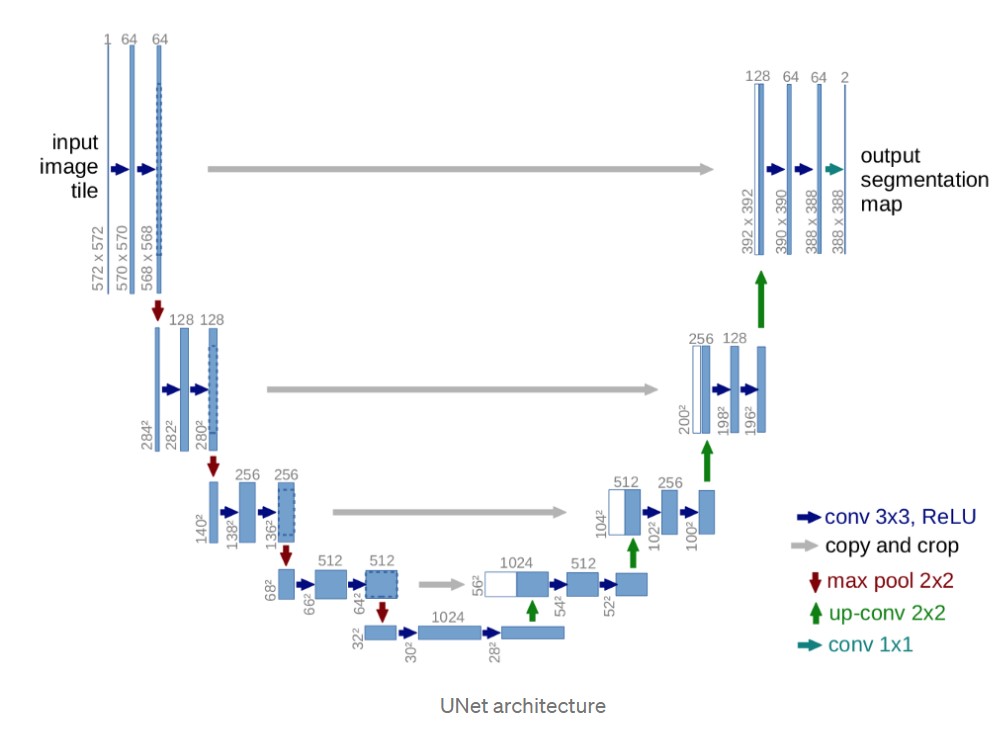 1 64 64
input
image
tile
572 x 572
570 x 570
568 x 568
128 64 64 2
output
segmentation
map
392 x 392
390 x 390
388 x 388
388 x 388
128 128
284²
282²
280²
256 128
200²
198²
196²
256 256
140²
138²
136²
512 256
104²
102²
100²
512 512
68²
66²
64²
1024 512
56²
54²
52²
1024
32²
30²
28²
conv 3x3, ReLU
copy and crop
max pool 2x2
up-conv 2x2
conv 1x1
UNet architecture